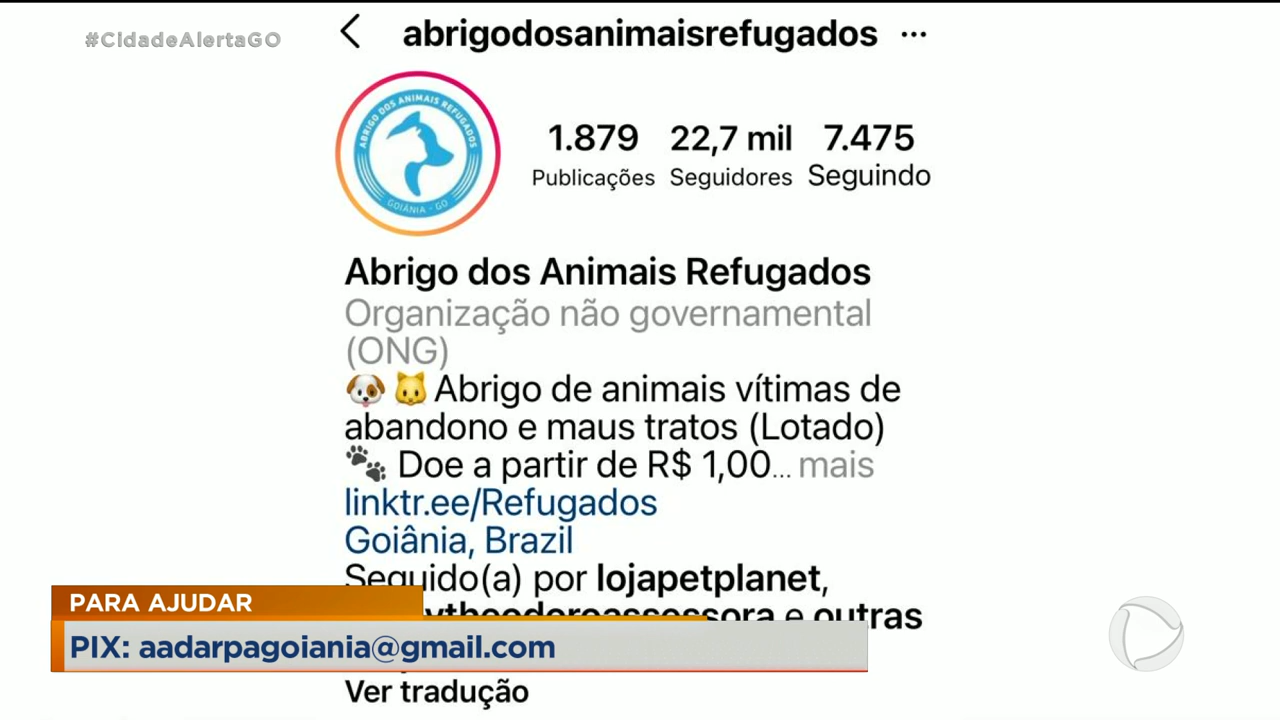 #CidadeAlertaGO
abrigodosanimaisrefugados ...
ABRIGO DOS ANIMAIS REFUGADOS
GOIÂNIA - GO
1.879 22,7 mil 7.475
Publicações Seguidores Seguindo
Abrigo dos Animais Refugados
Organização não governamental
(ONG)
🐶🐱Abrigo de animais vítimas de
abandono e maus tratos (Lotado)
🐾 Doe a partir de R$ 1,00... mais
linktr.ee/Refugados
Goiânia, Brazil
Seguido(a) por lojapetplanet,
e outras
PARA AJUDAR
PIX: aadarpagoiania@gmail.com
Ver tradução